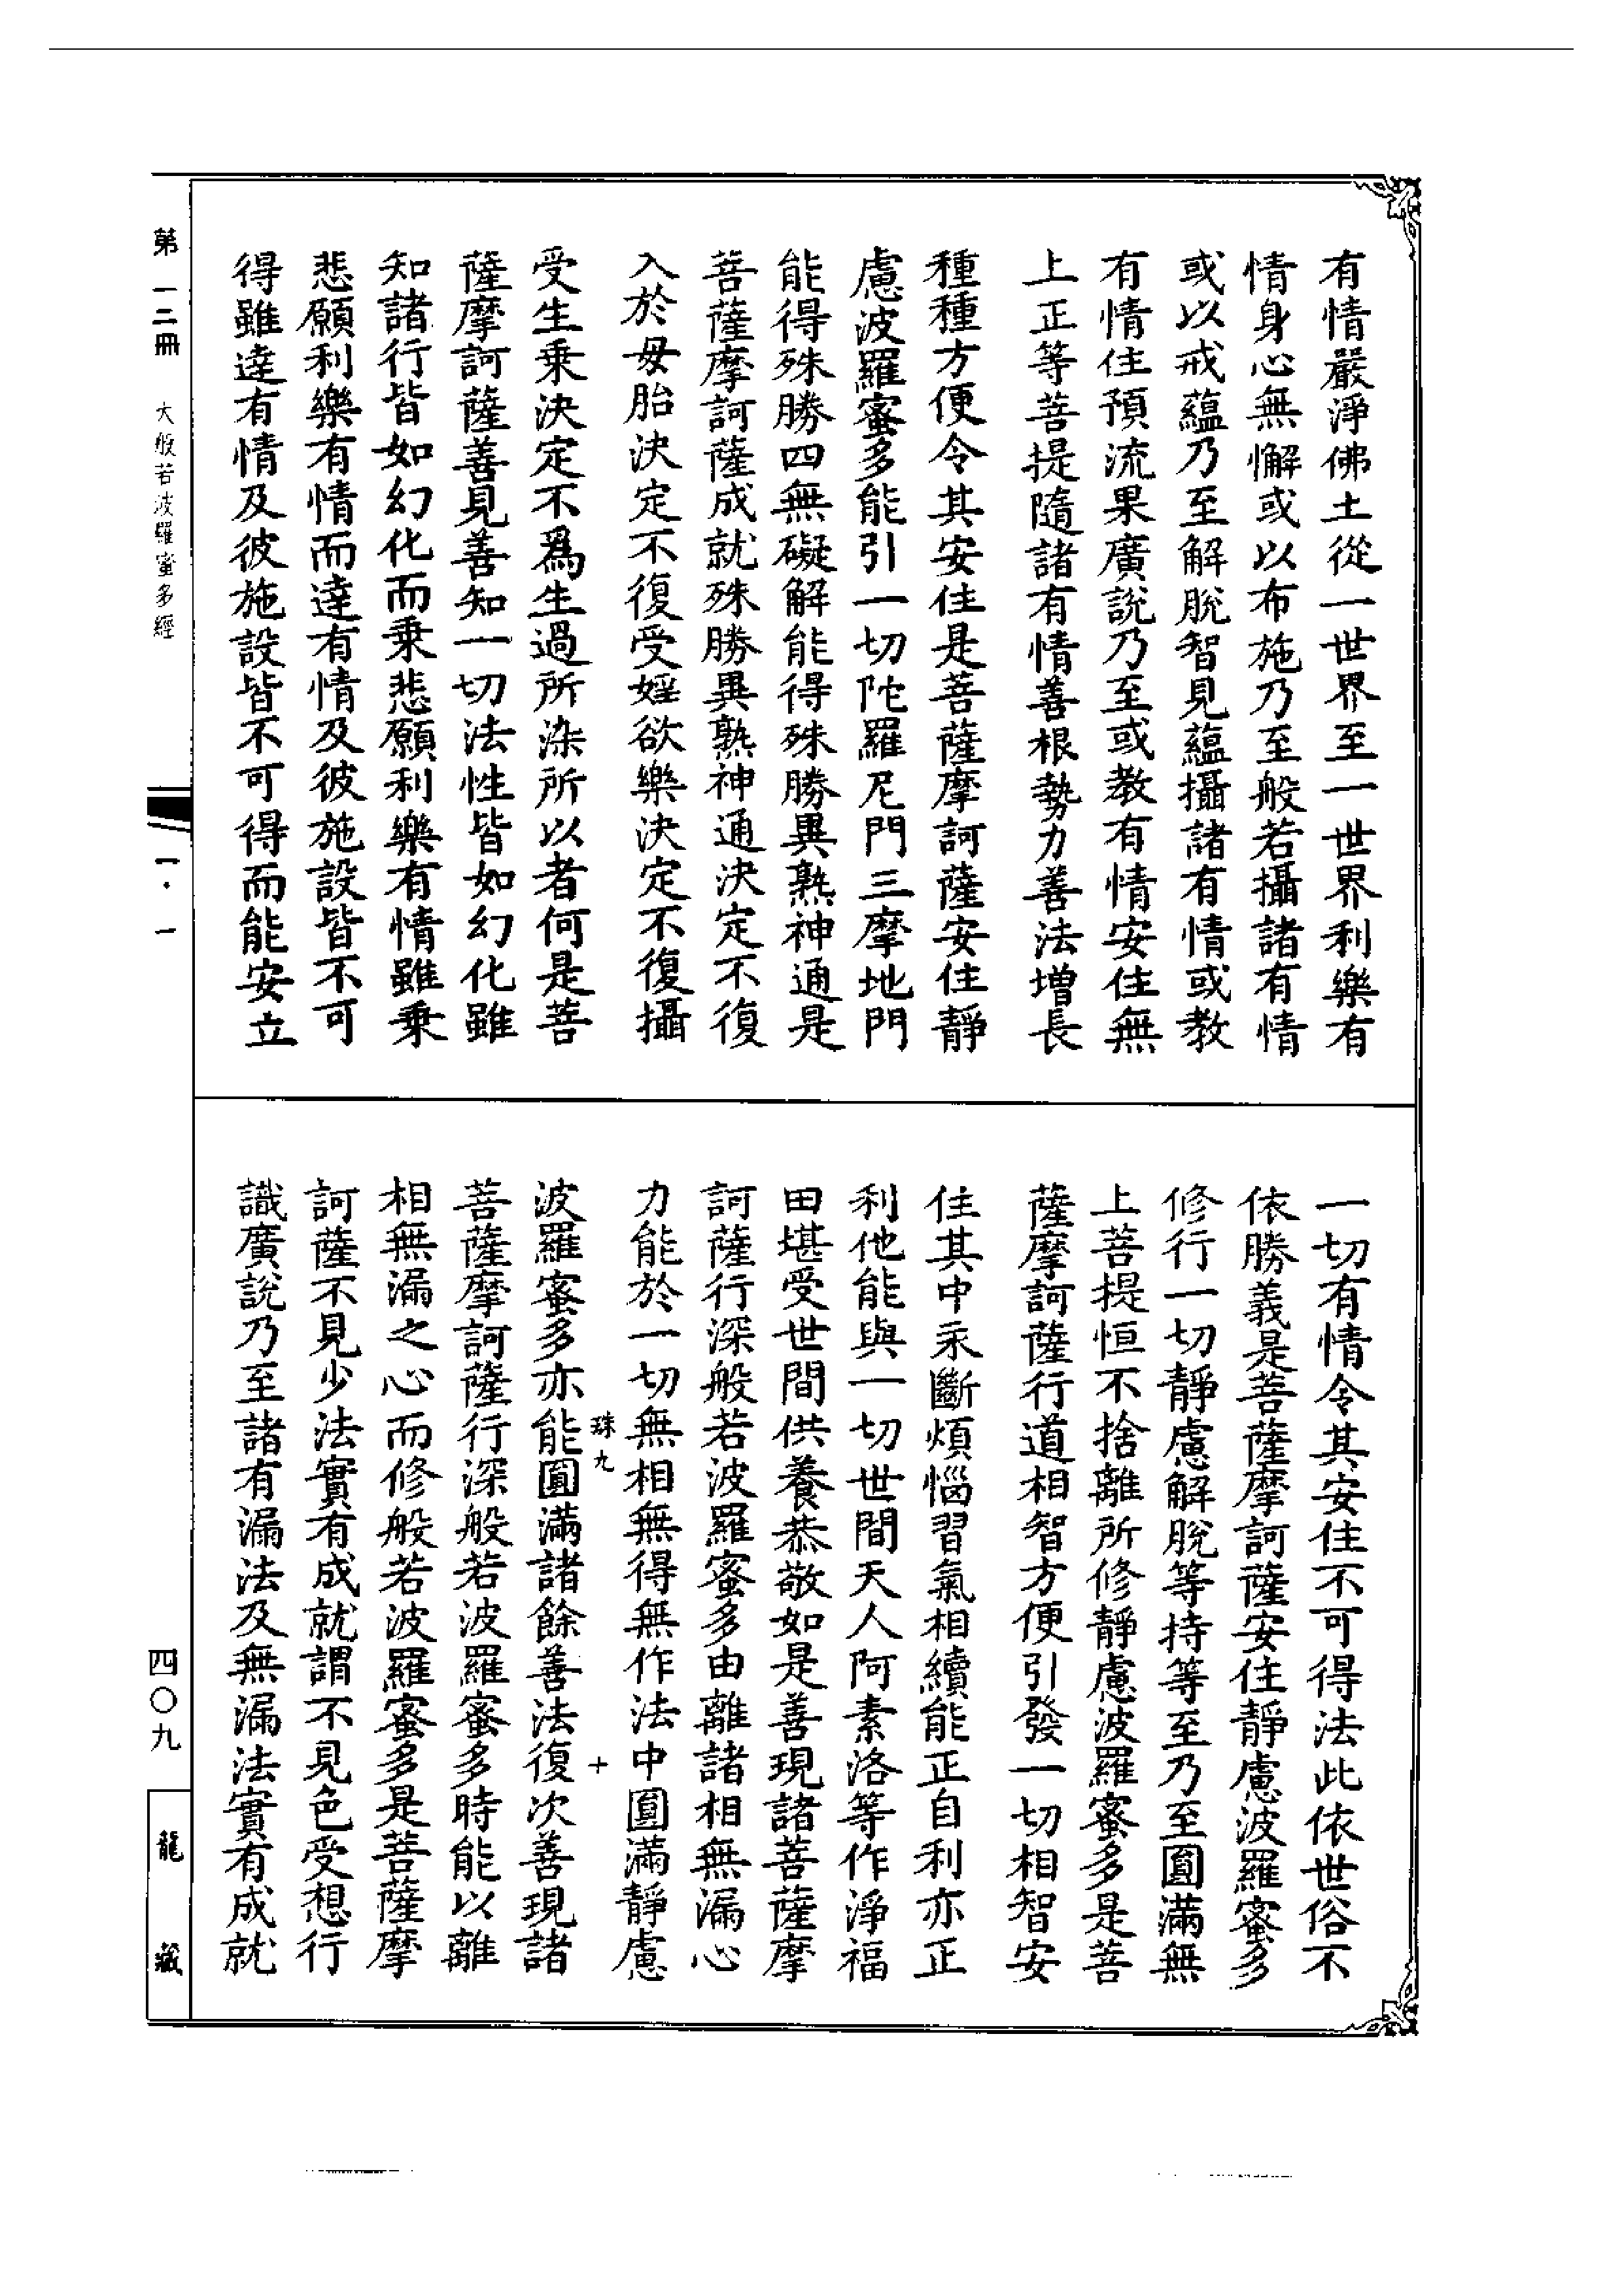 有情嚴淨佛土從一世界至一世界利樂有
情身心無懈或以布施乃至般若攝諸有情
或以戒蘊乃至解脫智見蘊攝諸有情或教
有情住預流果廣說乃至或教有情安住無
上正等菩提隨諸有情善根勢力善法增長
種種方便令其安住是菩薩摩訶薩安住靜
慮波羅蜜多能引一切陀羅尼門三摩地門
能得殊勝四無礙解能得殊勝異熟神通是
菩薩摩訶薩成就殊勝異熟神通決定不復
入於母胎決定不復受婬欲樂決定不復攝
受生乘決定不爲生過所染所以者何是菩
薩摩訶薩善見善知一切法性皆如幻化雖
知諸行皆如幻化而乘悲願利樂有情雖乘
悲願利樂有情而達有情及彼施設皆不可
得雖達有情及彼施設皆不可得而能安立
一切有情令其安住不可得法此依世俗不
依勝義是菩薩摩訶薩安住靜慮波羅蜜多
修行一切靜慮解脫等持等至乃至圓滿無
上菩提恒不捨離所修靜慮波羅蜜多是菩
薩摩訶薩行道相智方便引發一切相智安
住其中永斷煩惱習氣相續能正自利亦正
利他能與一切世間天人阿素洛等作淨福
田堪受世間供養恭敬如是善現諸菩薩摩
訶薩行深般若波羅蜜多由離諸相無漏心
力能於一切無相無得無作法中圓滿靜慮
珠九
十
波羅蜜多亦能圓滿諸餘善法復次善現諸
菩薩摩訶薩行深般若波羅蜜多時能以離
相無漏之心而修般若波羅蜜多是菩薩摩
訶薩不見少法實有成就謂不見色受想行
識廣說乃至諸有漏法及無漏法實有成就
第一二冊 大般若波羅蜜多經
一·一
四〇九
龍藏